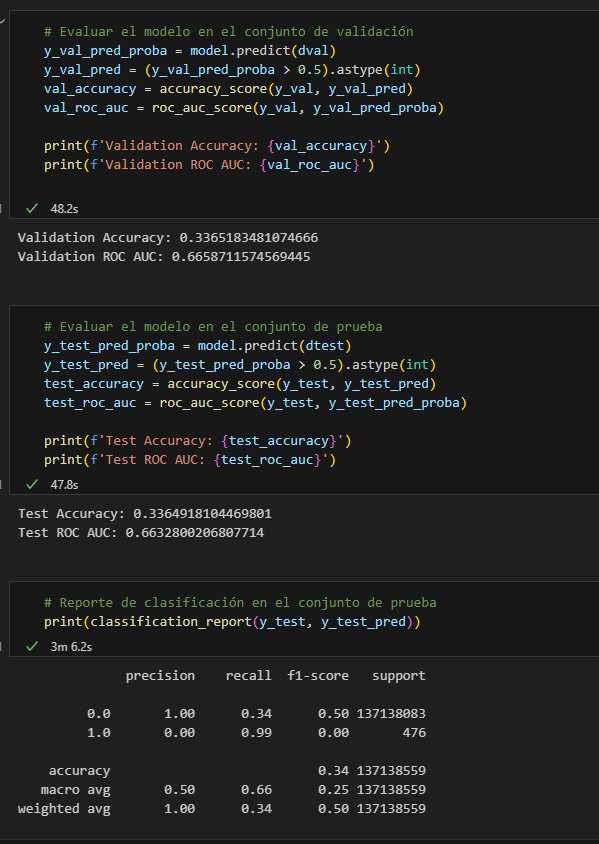 # Evaluar el modelo en el conjunto de validación
y_val_pred_proba = model.predict(dval)
y_val_pred = (y_val_pred_proba > 0.5).astype(int)
val_accuracy = accuracy_score(y_val, y_val_pred)
val_roc_auc = roc_auc_score(y_val, y_val_pred_proba)
print(f'Validation Accuracy: {val_accuracy}')
print(f'Validation ROC AUC: {val_roc_auc}')
48.2s
Validation Accuracy: 0.3365183481074666
Validation ROC AUC: 0.6658711574569445
# Evaluar el modelo en el conjunto de prueba
y_test_pred_proba = model.predict(dtest)
y_test_pred = (y_test_pred_proba > 0.5).astype(int)
test_accuracy = accuracy_score(y_test, y_test_pred)
test_roc_auc = roc_auc_score(y_test, y_test_pred_proba)
print(f'Test Accuracy: {test_accuracy}')
print(f'Test ROC AUC: {test_roc_auc}')
47.8s
Test Accuracy: 0.3364918104469801
Test ROC AUC: 0.6632800206807714
# Reporte de clasificación en el conjunto de prueba
print(classification_report(y_test, y_test_pred))
3m 6.2s
precision recall f1-score support
0.0 1.00 0.34 0.50 137138083
1.0 0.00 0.99 0.00 476
accuracy 0.34 137138559
macro avg 0.50 0.66 0.25 137138559
weighted avg 1.00 0.34 0.50 137138559